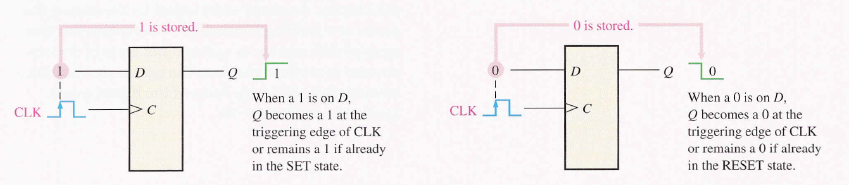 1 is stored.
1
D
Q
1
CLK
C
When a 1 is on D,
Q becomes a 1 at the
triggering edge of CLK
or remains a 1 if already
in the SET state.
0 is stored.
0
D
Q
0
CLK
C
When a 0 is on D,
Q becomes a 0 at the
triggering edge of CLK
or remains a 0 if already
in the RESET state.